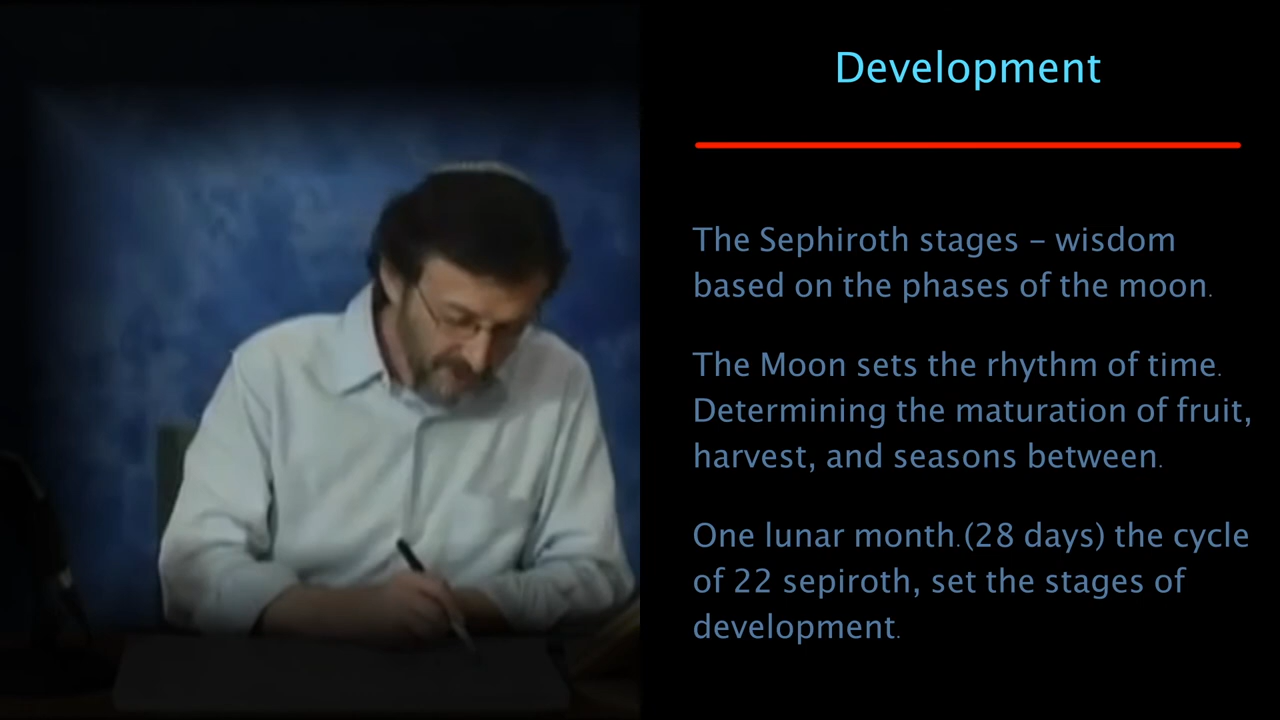 Development
The Sephiroth stages – wisdom
based on the phases of the moon.
The Moon sets the rhythm of time.
Determining the maturation of fruit,
harvest, and seasons between.
One lunar month.(28 days) the cycle
of 22 sepiroth, set the stages of
development.